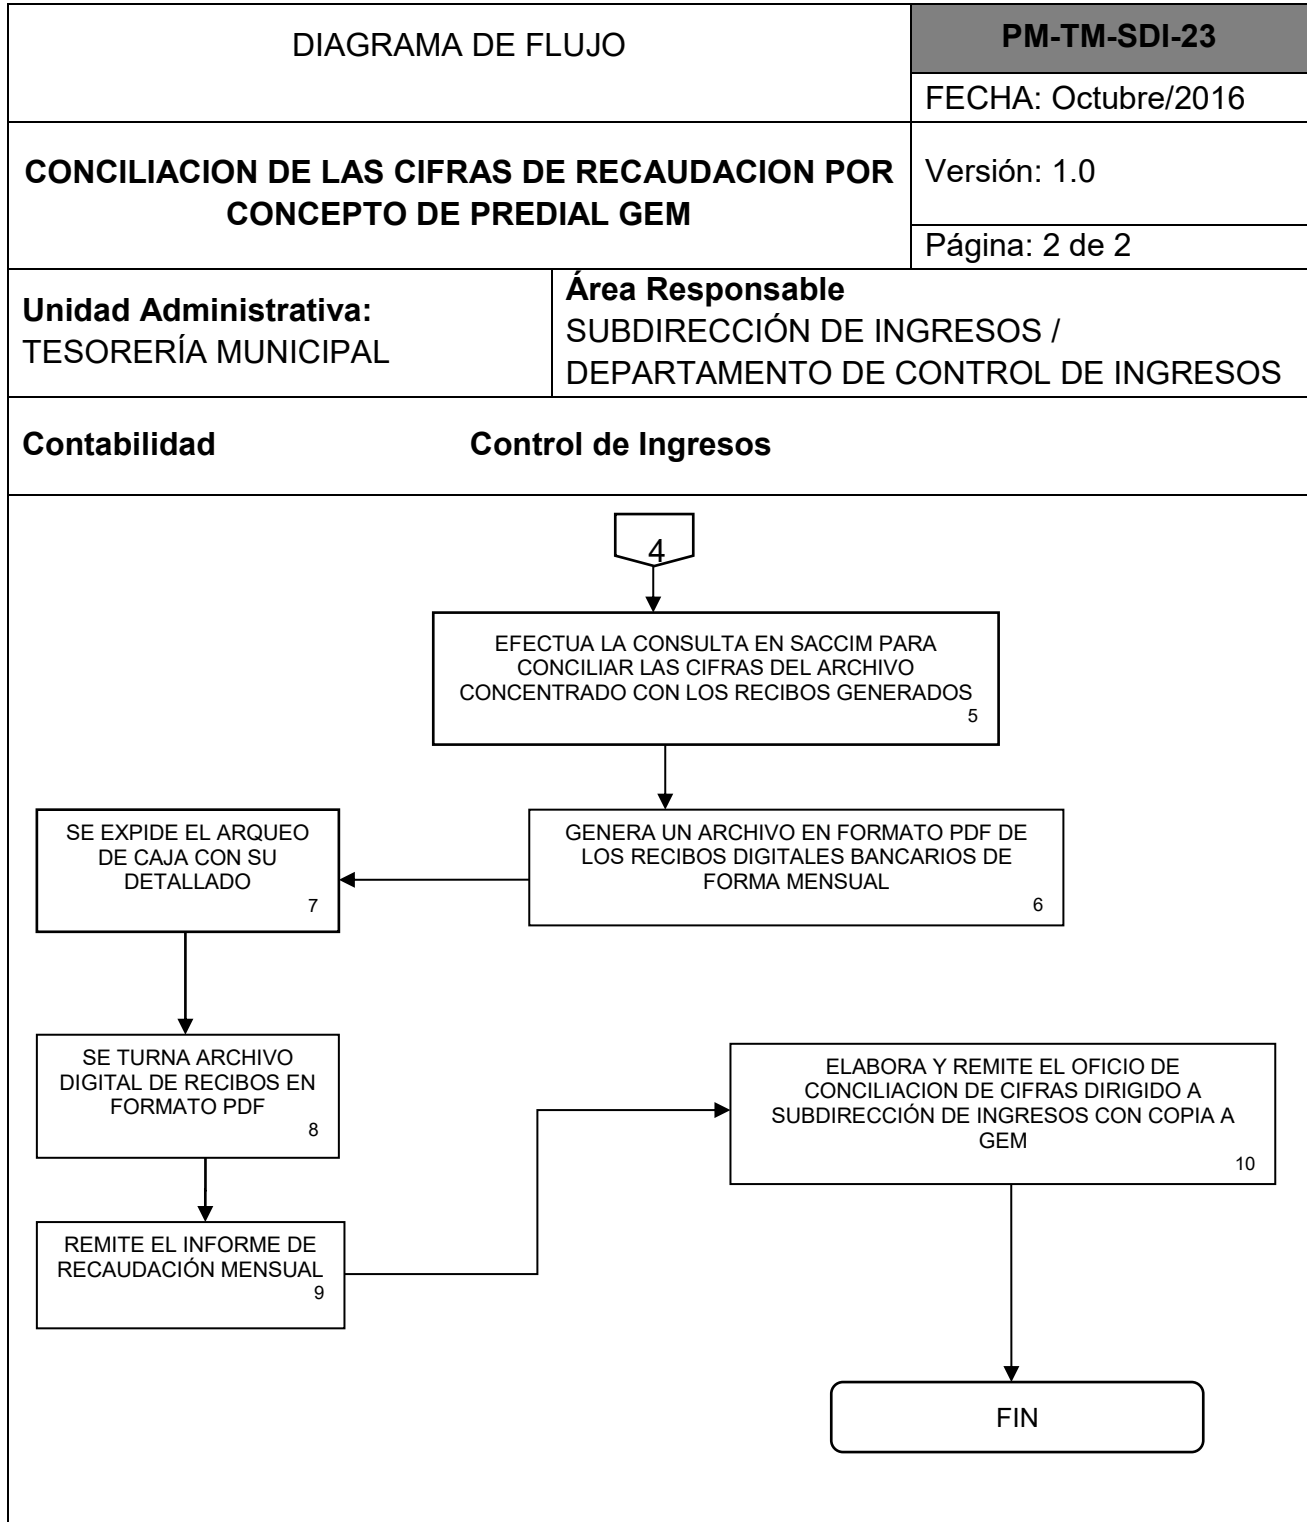 DIAGRAMA DE FLUJO
PM-TM-SDI-23
FECHA: Octubre/2016
CONCILIACION DE LAS CIFRAS DE RECAUDACION POR
CONCEPTO DE PREDIAL GEM
Versión: 1.0
Página: 2 de 2
Unidad Administrativa:
TESORERÍA MUNICIPAL
Área Responsable
SUBDIRECCIÓN DE INGRESOS /
DEPARTAMENTO DE CONTROL DE INGRESOS
Contabilidad
Control de Ingresos
4
EFECTUA LA CONSULTA EN SACCIM PARA
CONCILIAR LAS CIFRAS DEL ARCHIVO
CONCENTRADO CON LOS RECIBOS GENERADOS
5
GENERA UN ARCHIVO EN FORMATO PDF DE
LOS RECIBOS DIGITALES BANCARIOS DE
FORMA MENSUAL
6
SE EXPIDE EL ARQUEO
DE CAJA CON SU
DETALLADO
7
SE TURNA ARCHIVO
DIGITAL DE RECIBOS EN
FORMATO PDF
8
REMITE EL INFORME DE
RECAUDACIÓN MENSUAL
9
ELABORA Y REMITE EL OFICIO DE
CONCILIACION DE CIFRAS DIRIGIDO A
SUBDIRECCIÓN DE INGRESOS CON COPIA A
GEM
10
FIN